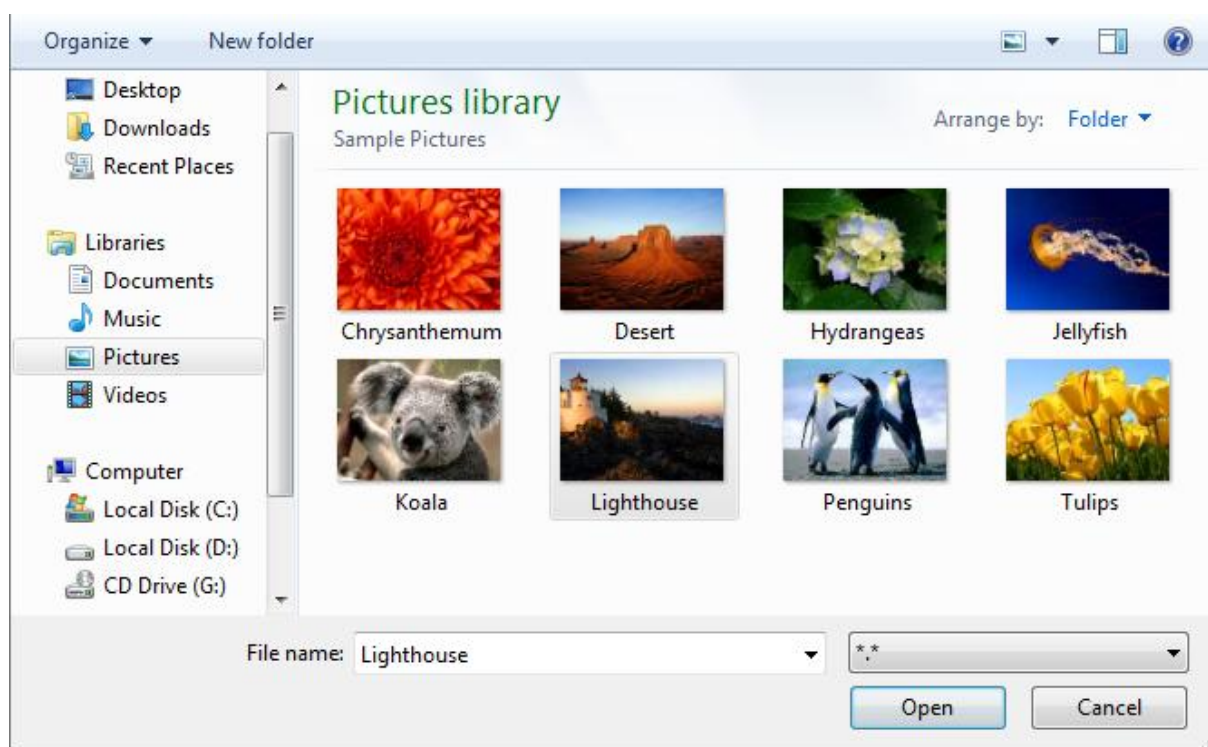 Organize New folder
Desktop
Downloads
Recent Places
Libraries
Documents
Music
Pictures
Videos
Computer
Local Disk (C:)
Local Disk (D:)
CD Drive (G:)
Pictures library
Sample Pictures
Arrange by: Folder
Chrysanthemum Desert Hydrangeas Jellyfish
Koala Lighthouse Penguins Tulips
File name: Lighthouse *.*
Open Cancel